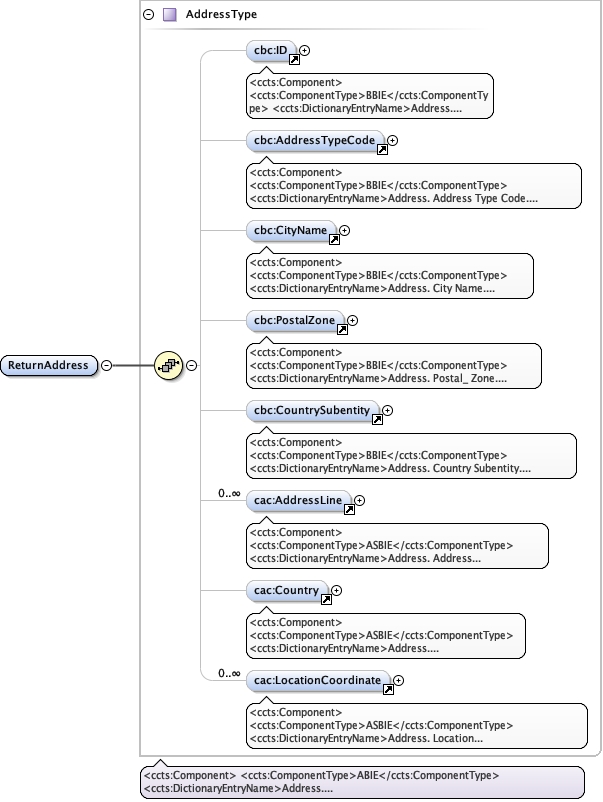 AddressType
cbc:ID
<ccts:Component>
<ccts:ComponentType>BBIE</ccts:ComponentTy
pe> <ccts:DictionaryEntryName>Address....
cbc:AddressTypeCode
<ccts:Component>
<ccts:ComponentType>BBIE</ccts:ComponentType>
<ccts:DictionaryEntryName>Address. Address Type Code....
cbc:CityName
<ccts:Component>
<ccts:ComponentType>BBIE</ccts:ComponentType>
<ccts:DictionaryEntryName>Address. City Name....
cbc:PostalZone
<ccts:Component>
<ccts:ComponentType>BBIE</ccts:ComponentType>
<ccts:DictionaryEntryName>Address. Postal_ Zone....
ReturnAddress
cbc:CountrySubentity
<ccts:Component>
<ccts:ComponentType>BBIE</ccts:ComponentType>
<ccts:DictionaryEntryName>Address. Country Subentity....
0..∞
cac:AddressLine
<ccts:Component>
<ccts:ComponentType>ASBIE</ccts:ComponentType>
<ccts:DictionaryEntryName>Address. Address...
cac:Country
<ccts:Component>
<ccts:ComponentType>ASBIE</ccts:ComponentType>
<ccts:DictionaryEntryName>Address....
0..∞
cac:LocationCoordinate
<ccts:Component>
<ccts:ComponentType>ASBIE</ccts:ComponentType>
<ccts:DictionaryEntryName>Address. Location...
<ccts:Component> <ccts:ComponentType>ABIE</ccts:ComponentType>
<ccts:DictionaryEntryName>Address....